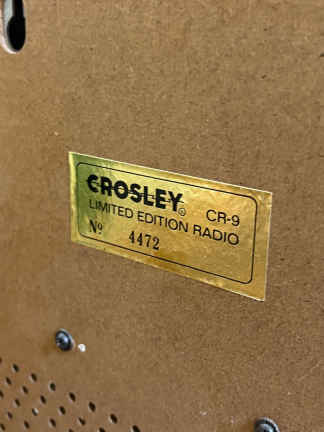 CROSLEY® CR-9
LIMITED EDITION RADIO
Nº 4472